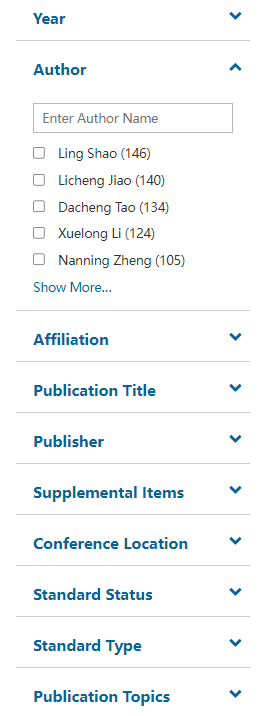 Year
Author
Enter Author Name
Ling Shao (146)
Licheng Jiao (140)
Dacheng Tao (134)
Xuelong Li (124)
Nanning Zheng (105)
Show More...
Affiliation
Publication Title
Publisher
Supplemental Items
Conference Location
Standard Status
Standard Type
Publication Topics